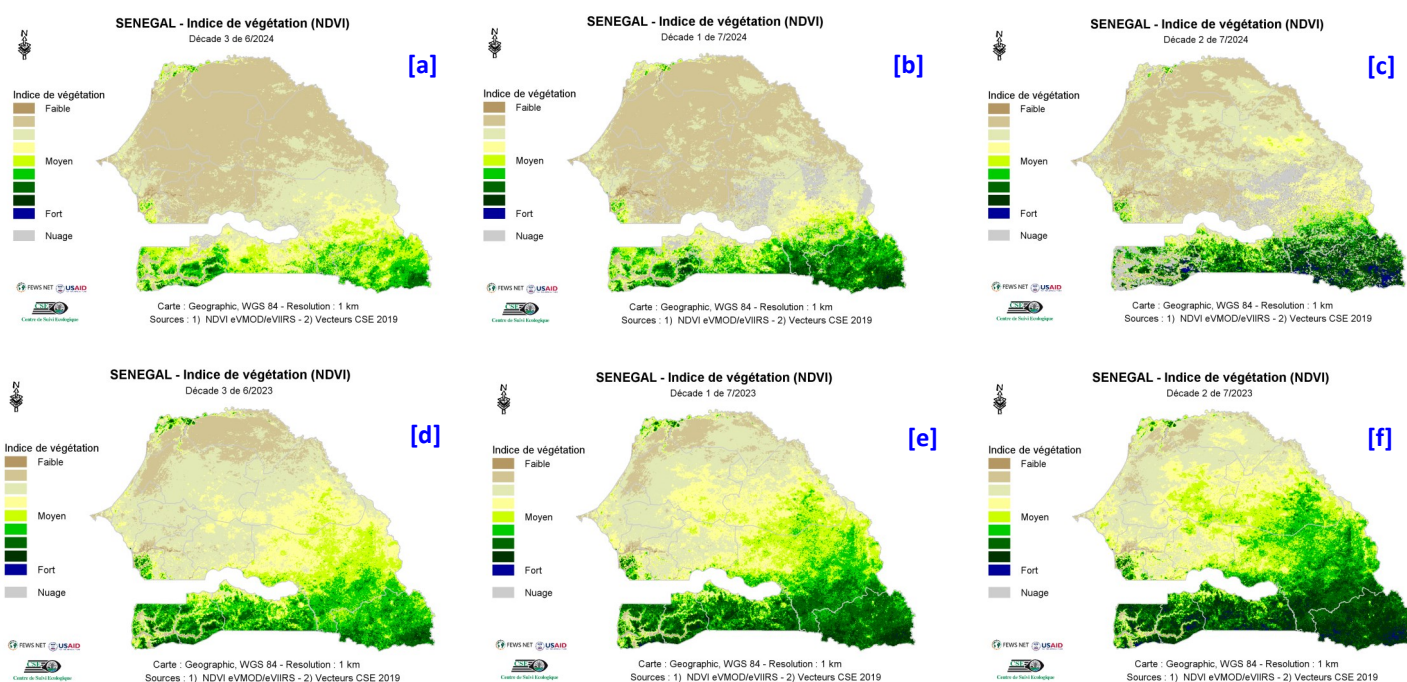 SENEGAL - Indice de végétation (NDVI)
Décade 3 de 6/2024
N
[a]
Indice de végétation
Faible
Moyen
Fort
Nuage
FEWS NET USAID
CSE
Centre de Suivi Ecologique
Carte : Geographic, WGS 84 - Resolution : 1 km
Sources : 1) NDVI eVMOD/eVIIRS - 2) Vecteurs CSE 2019
SENEGAL - Indice de végétation (NDVI)
Décade 1 de 7/2024
N
[b]
Indice de végétation
Faible
Moyen
Fort
Nuage
FEWS NET USAID
CSE
Centre de Suivi Ecologique
Carte : Geographic, WGS 84 - Resolution : 1 km
Sources : 1) NDVI eVMOD/eVIIRS - 2) Vecteurs CSE 2019
SENEGAL - Indice de végétation (NDVI)
Décade 2 de 7/2024
N
[c]
Indice de végétation
Faible
Moyen
Fort
Nuage
FEWS NET USAID
CSE
Centre de Suivi Ecologique
Carte : Geographic, WGS 84 - Resolution : 1 km
Sources : 1) NDVI eVMOD/eVIIRS - 2) Vecteurs CSE 2019
SENEGAL - Indice de végétation (NDVI)
Décade 3 de 6/2023
N
[d]
Indice de végétation
Faible
Moyen
Fort
Nuage
FEWS NET USAID
CSE
Centre de Suivi Ecologique
Carte : Geographic, WGS 84 - Resolution : 1 km
Sources : 1) NDVI eVMOD/eVIIRS - 2) Vecteurs CSE 2019
SENEGAL - Indice de végétation (NDVI)
Décade 1 de 7/2023
N
[e]
Indice de végétation
Faible
Moyen
Fort
Nuage
FEWS NET USAID
CSE
Centre de Suivi Ecologique
Carte : Geographic, WGS 84 - Resolution : 1 km
Sources : 1) NDVI eVMOD/eVIIRS - 2) Vecteurs CSE 2019
SENEGAL - Indice de végétation (NDVI)
Décade 2 de 7/2023
N
[f]
Indice de végétation
Faible
Moyen
Fort
Nuage
FEWS NET USAID
CSE
Centre de Suivi Ecologique
Carte : Geographic, WGS 84 - Resolution : 1 km
Sources : 1) NDVI eVMOD/eVIIRS - 2) Vecteurs CSE 2019